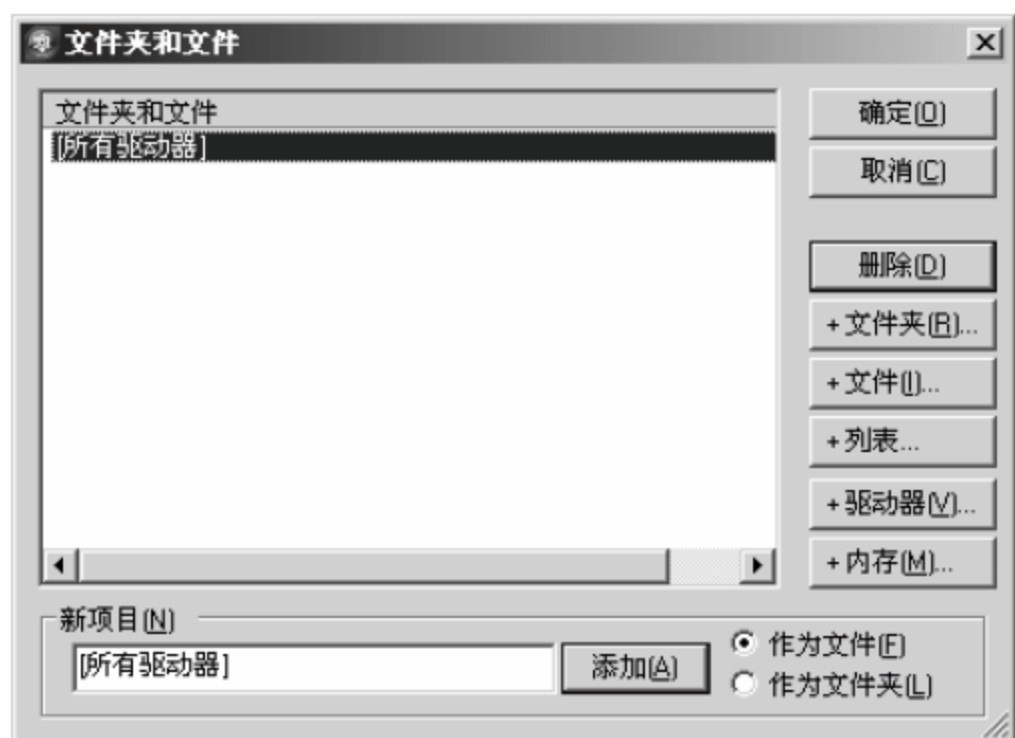 文件夹和文件
文件夹和文件
[所有驱动器]
确定(O)
取消(C)
删除(D)
+文件夹(R)...
+文件(I)...
+列表...
+驱动器(V)...
+内存(M)...
新项目(N)
[所有驱动器]
添加(A)
作为文件(F)
作为文件夹(L)